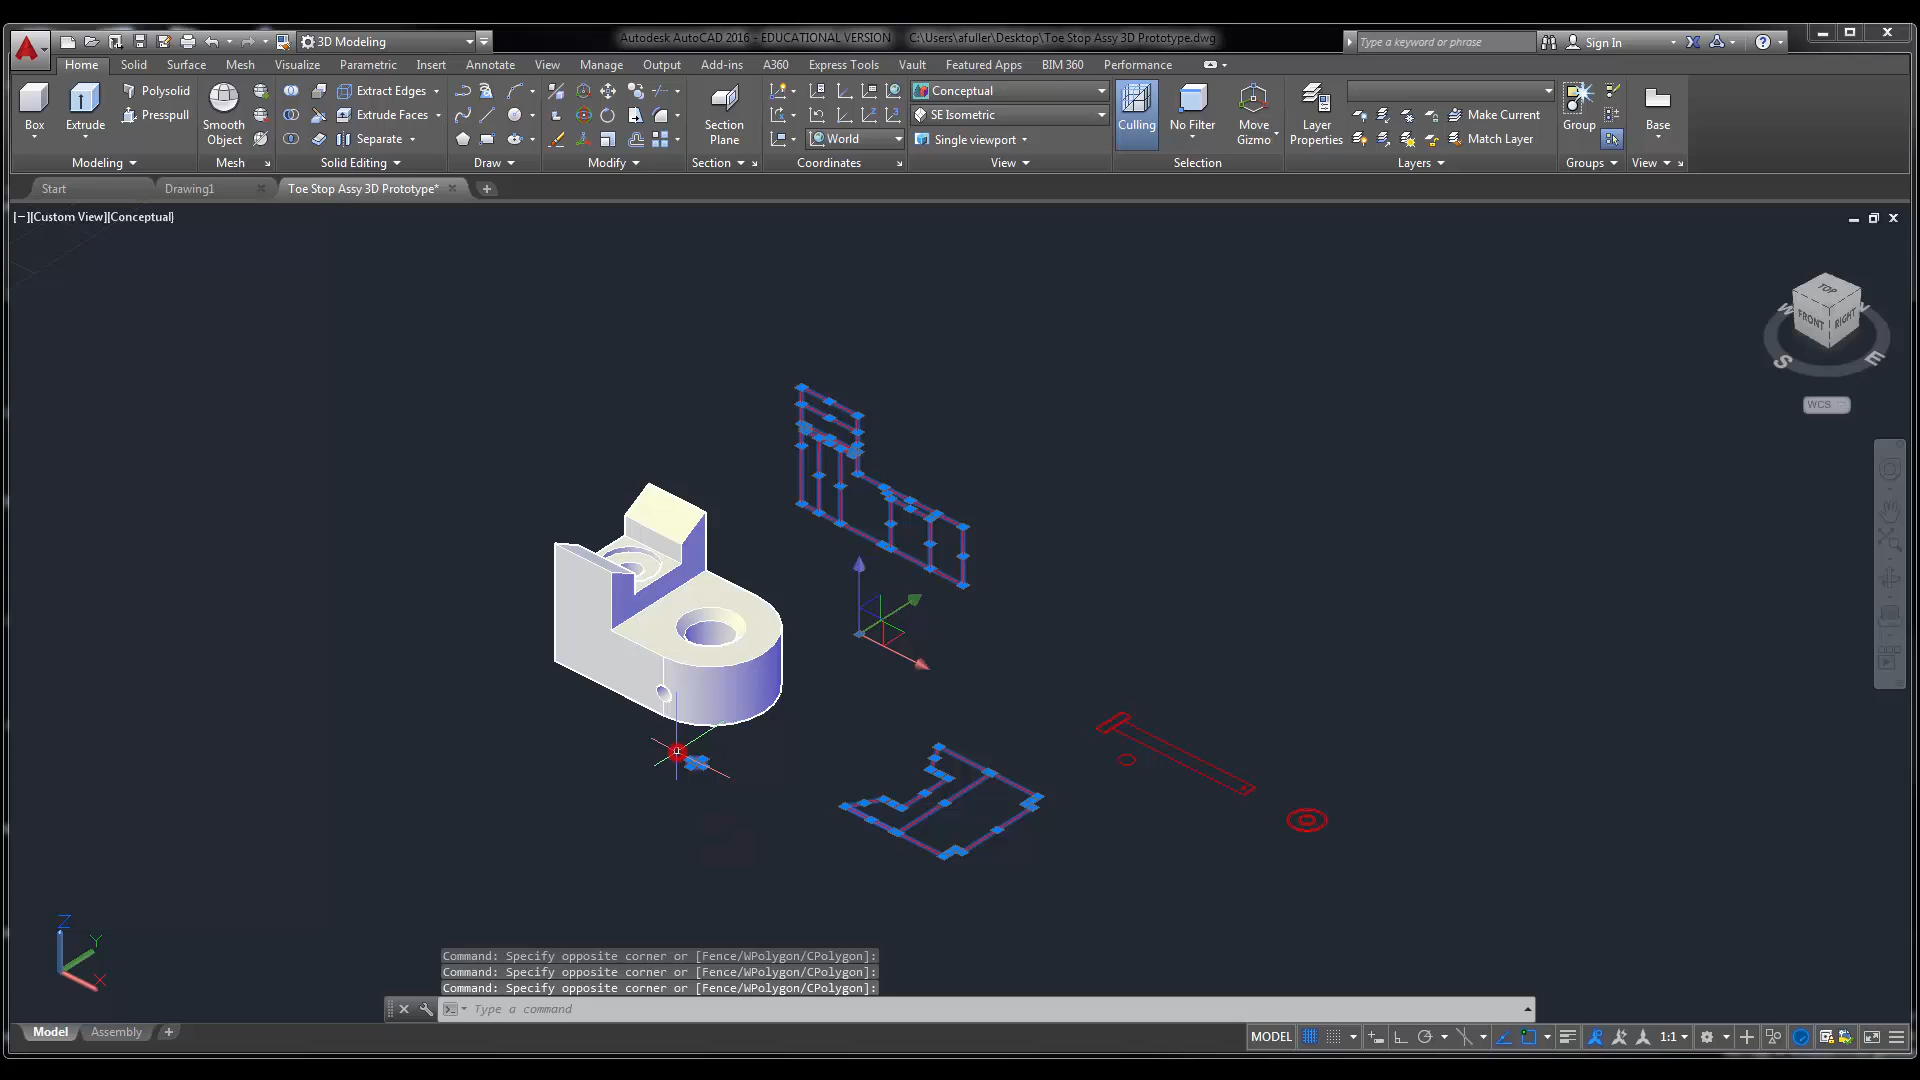 Autodesk AutoCAD 2016 - EDUCATIONAL VERSION C:\Users\afuller\Desktop\Toe Stop Assy 3D Prototype.dwg
3D Modeling
Type a keyword or phrase
Sign In
Home Solid Surface Mesh Visualize Parametric Insert Annotate View Manage Output Add-ins A360 Express Tools Vault Featured Apps BIM 360 Performance
Box
Extrude
Polysolid
Presspull
Smooth
Object
Extract Edges
Extrude Faces
Separate
Section
Plane
World
Conceptual
SE Isometric
Single viewport
Culling
No Filter
Move
Gizmo
Layer
Properties
Make Current
Match Layer
Group
Base
Modeling
Mesh
Solid Editing
Draw
Modify
Section
Coordinates
View
Selection
Layers
Groups
View
Start
Drawing1
Toe Stop Assy 3D Prototype*
[−][Custom View][Conceptual]
TOP
FRONT
RIGHT
W
S
E
WCS
Z
Y
X
Command: Specify opposite corner or [Fence/WPolygon/CPolygon]:
Command: Specify opposite corner or [Fence/WPolygon/CPolygon]:
Command: Specify opposite corner or [Fence/WPolygon/CPolygon]:
Type a command
Model
Assembly
MODEL
1:1